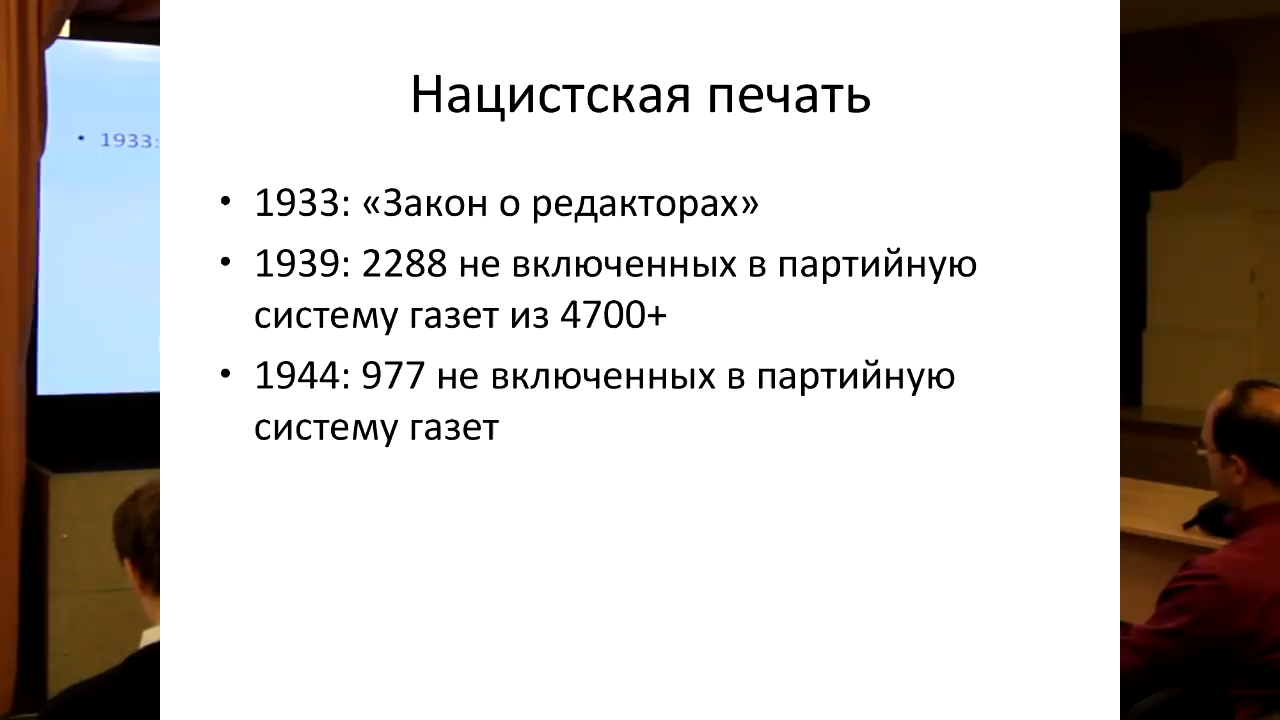 Нацистская печать
• 1933:
• 1933: «Закон о редакторах»
• 1939: 2288 не включенных в партийную
систему газет из 4700+
• 1944: 977 не включенных в партийную
систему газет